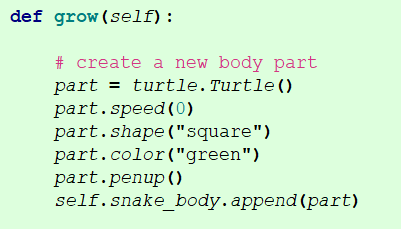 def grow(self):
# create a new body part
part = turtle.Turtle()
part.speed(0)
part.shape("square")
part.color("green")
part.penup()
self.snake_body.append(part)